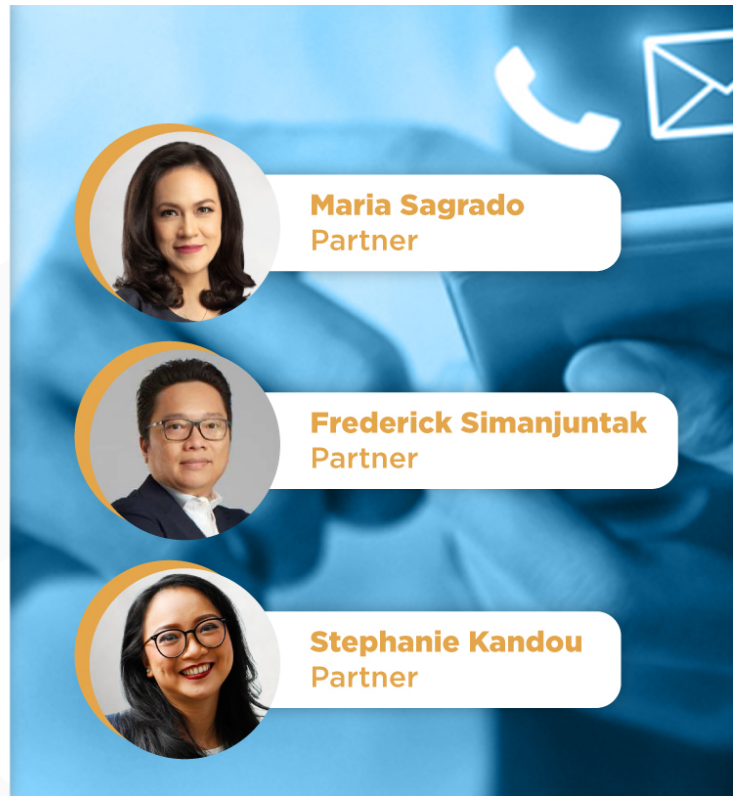 Maria Sagrado
Partner
Frederick Simanjuntak
Partner
Stephanie Kandou
Partner